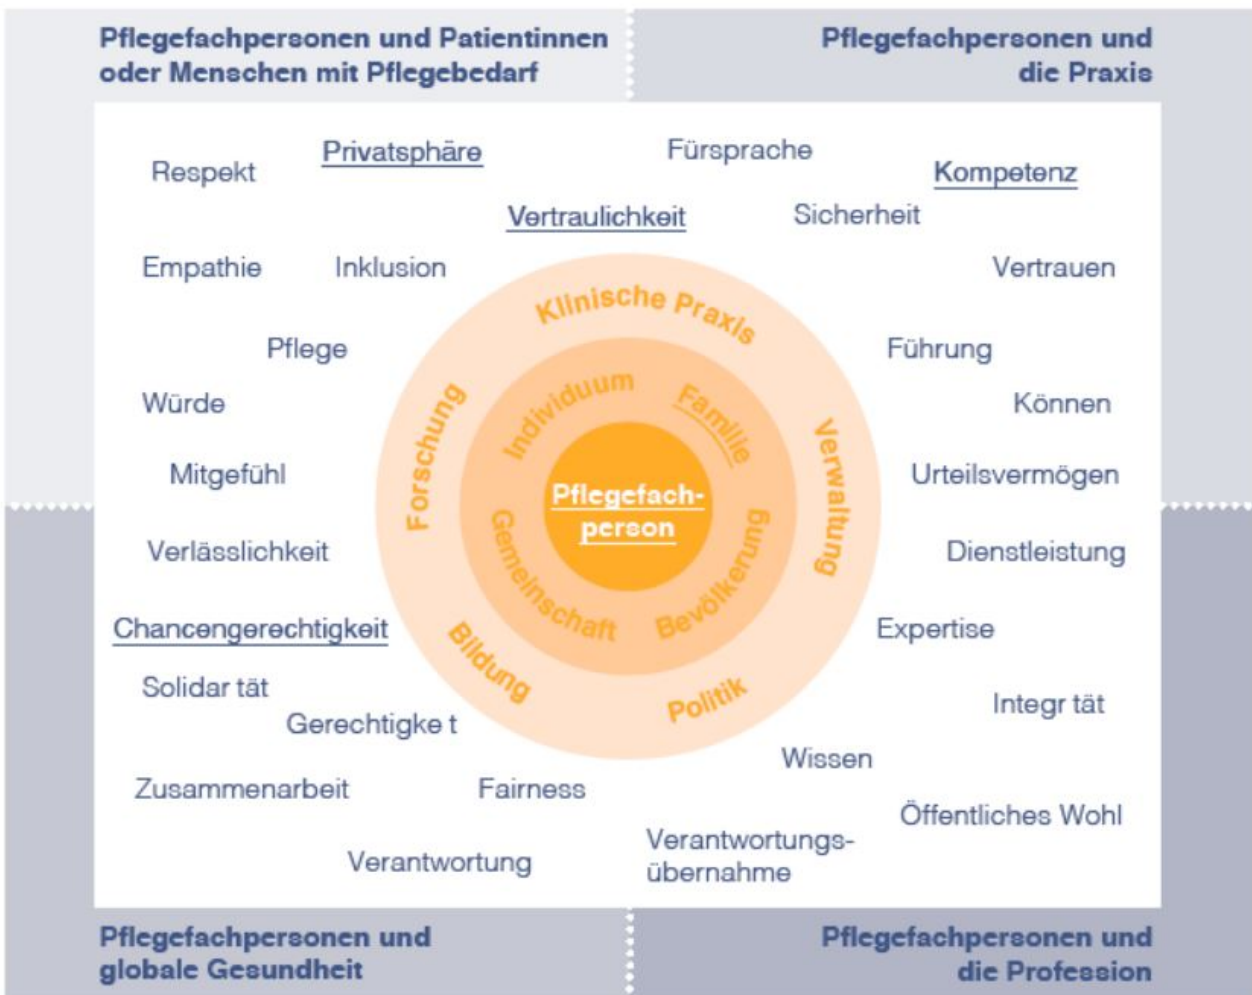 Pflegefachpersonen und Patientinnen
oder Menschen mit Pflegebedarf
Pflegefachpersonen und
die Praxis
Respekt
Privatsphäre
Fürsprache
Kompetenz
Vertraulichkeit
Sicherheit
Empathie
Inklusion
Vertrauen
Pflege
Führung
Würde
Können
Mitgefühl
Urteilsvermögen
Verlässlichkeit
Dienstleistung
Chancengerechtigkeit
Expertise
Solidar tät
Integr tät
Gerechtigke t
Wissen
Zusammenarbeit
Fairness
Öffentliches Wohl
Verantwortung
Verantwortungs-
übernahme
Klinische Praxis
Forschung
Verwaltung
Bildung
Politik
Individuum
Familie
Gemeinschaft
Bevölkerung
Pflegefach-
person
Pflegefachpersonen und
globale Gesundheit
Pflegefachpersonen und
die Profession